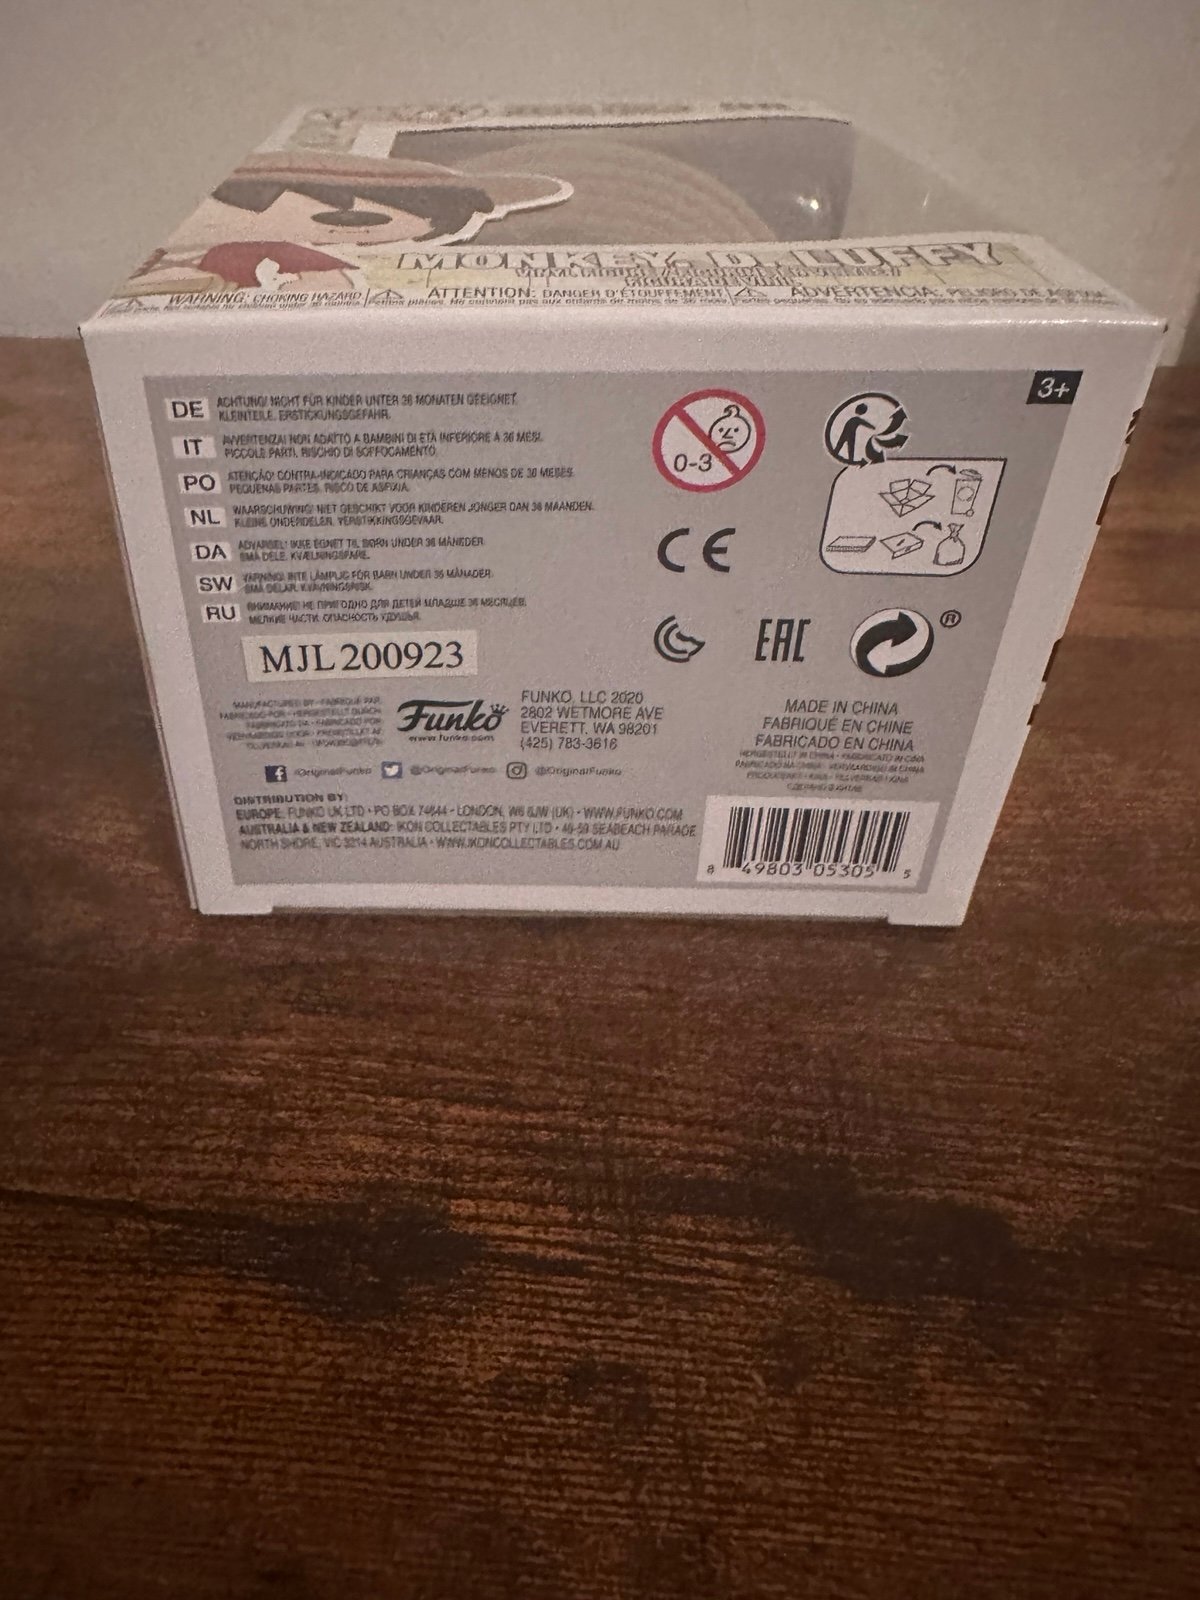 MONKEY. D. LUFFY
WARNING: CHOKING HAZARD.
ATTENTION: DANGER D'ÉTOUFFEMENT
ADVERTENCIA: PELIGRO DE
3+
DE ACHTUNG! NICHT FÜR KINDER UNTER 36 MONATEN GEEIGNET.
KLEINTEILE. ERSTICKUNGSGEFAHR.
IT AVVERTENZA! NON ADATTO A BAMBINI DI ETÀ INFERIORE A 36 MESI.
PICCOLE PARTI. RISCHIO DI SOFFOCAMENTO.
PO ATENÇÃO! CONTRA-INDICADO PARA CRIANÇAS COM MENOS DE 36 MESES.
PEQUENAS PARTES. RISCO DE ASFIXIA.
NL WAARSCHUWING! NIET GESCHIKT VOOR KINDEREN JONGER DAN 36 MAANDEN.
KLEINE ONDERDELEN. VERSTIKKINGSGEVAAR.
DA ADVARSEL! IKKE EGNET TIL BØRN UNDER 36 MÅNEDER.
SMÅ DELE. KVÆLNINGSFARE.
SW VARNING! INTE LÄMPLIG FÖR BARN UNDER 36 MÅNADER.
SMÅ DELAR. KVÄVNINGSRISK.
RU ВНИМАНИЕ! НЕ ПРИГОДНО ДЛЯ ДЕТЕЙ МЛАДШЕ 36 МЕСЯЦЕВ.
МЕЛКИЕ ЧАСТИ. ОПАСНОСТЬ УДУШЬЯ.
0-3
CE
EAC
®
MJL 200923
MANUFACTURED BY · FABRIQUÉ PAR
Funko
www.funko.com
FUNKO, LLC 2020
2802 WETMORE AVE
EVERETT, WA 98201
(425) 783-3616
/OriginalFunko @OriginalFunko @OriginalFunko
MADE IN CHINA
FABRIQUÉ EN CHINE
FABRICADO EN CHINA
DISTRIBUTION BY:
EUROPE: FUNKO UK LTD · PO BOX 74644 · LONDON, (UK) · WWW.FUNKO.COM
AUSTRALIA & NEW ZEALAND: IKON COLLECTABLES PTY LTD · SEABEACH PARADE
NORTH SHORE, VIC 3214 AUSTRALIA · WWW.IKONCOLLECTABLES.COM.AU
8 49803 05305 5